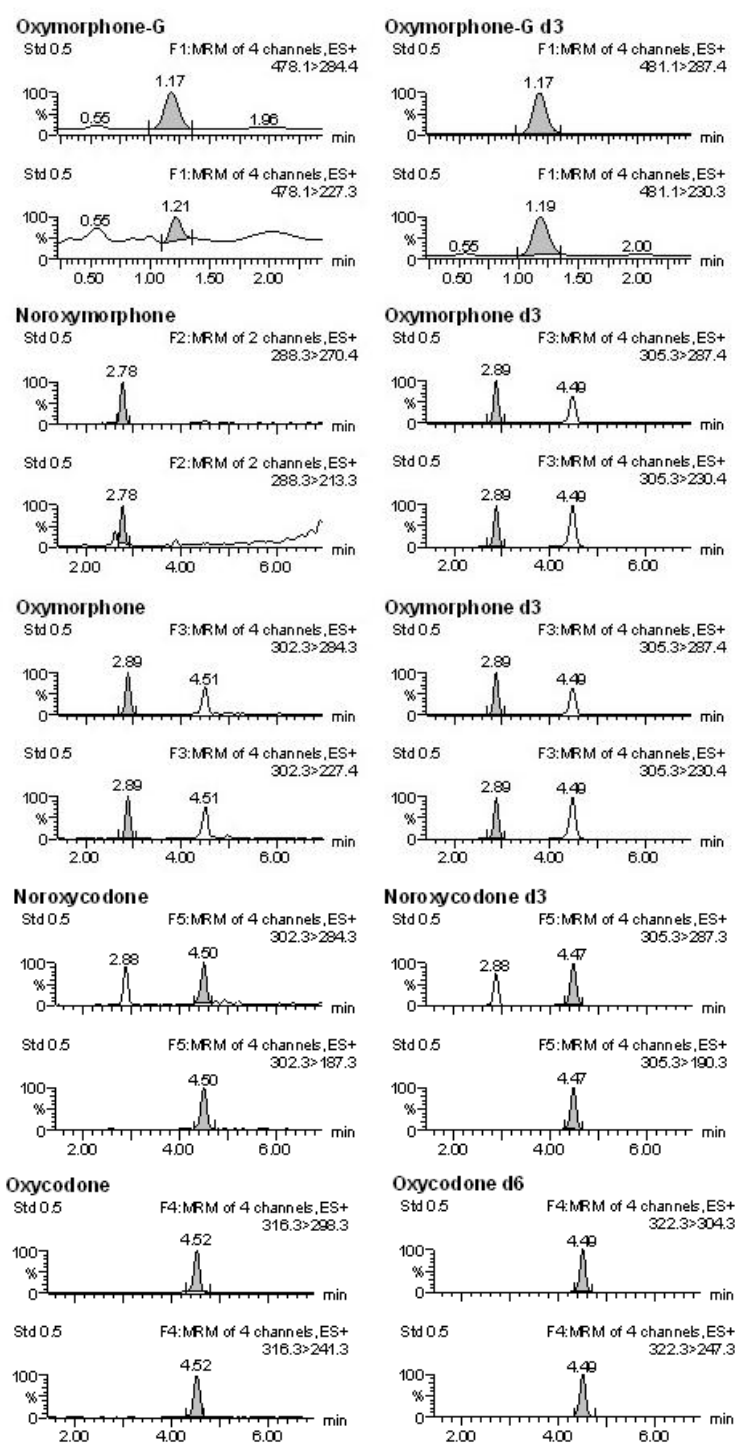 Oxymorphone-G
Std 0.5 F1:MRM of 4 channels,ES+
478.1>284.4
1.17
100
%
0
0.55
1.96
min
Std 0.5 F1:MRM of 4 channels,ES+
478.1>227.3
1.21
100
%
0
0.55
min
0.50 1.00 1.50 2.00
Oxymorphone-G d3
Std 0.5 F1:MRM of 4 channels,ES+
481.1>287.4
1.17
100
%
0
min
Std 0.5 F1:MRM of 4 channels,ES+
481.1>230.3
1.19
100
%
0
0.55
2.00
min
0.50 1.00 1.50 2.00
Noroxymorphone
Std 0.5 F2:MRM of 2 channels,ES+
288.3>270.4
2.78
100
%
0
min
Std 0.5 F2:MRM of 2 channels,ES+
288.3>213.3
2.78
100
%
0
min
2.00 4.00 6.00
Oxymorphone d3
Std 0.5 F3:MRM of 4 channels,ES+
305.3>287.4
2.89
4.49
100
%
0
min
Std 0.5 F3:MRM of 4 channels,ES+
305.3>230.4
2.89
4.49
100
%
0
min
2.00 4.00 6.00
Oxymorphone
Std 0.5 F3:MRM of 4 channels,ES+
302.3>284.3
2.89
4.51
100
%
0
min
Std 0.5 F3:MRM of 4 channels,ES+
302.3>227.4
2.89
4.51
100
%
0
min
2.00 4.00 6.00
Oxymorphone d3
Std 0.5 F3:MRM of 4 channels,ES+
305.3>287.4
2.89
4.49
100
%
0
min
Std 0.5 F3:MRM of 4 channels,ES+
305.3>230.4
2.89
4.49
100
%
0
min
2.00 4.00 6.00
Noroxycodone
Std 0.5 F5:MRM of 4 channels,ES+
302.3>284.3
2.88
4.50
100
%
0
min
Std 0.5 F5:MRM of 4 channels,ES+
302.3>187.3
4.50
100
%
0
min
2.00 4.00 6.00
Noroxycodone d3
Std 0.5 F5:MRM of 4 channels,ES+
305.3>287.3
2.88
4.47
100
%
0
min
Std 0.5 F5:MRM of 4 channels,ES+
305.3>190.3
4.47
100
%
0
min
2.00 4.00 6.00
Oxycodone
Std 0.5 F4:MRM of 4 channels,ES+
316.3>298.3
4.52
100
%
0
min
Std 0.5 F4:MRM of 4 channels,ES+
316.3>241.3
4.52
100
%
0
min
2.00 4.00 6.00
Oxycodone d6
Std 0.5 F4:MRM of 4 channels,ES+
322.3>304.3
4.49
100
%
0
min
Std 0.5 F4:MRM of 4 channels,ES+
322.3>247.3
4.49
100
%
0
min
2.00 4.00 6.00